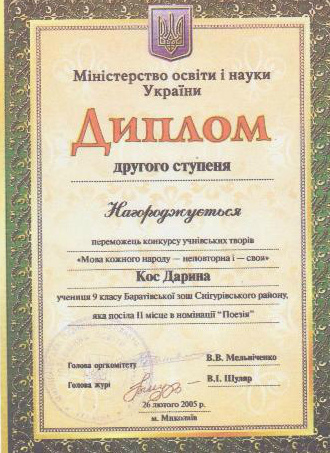 Міністерство освіти і науки
України
Диплом
другого ступеня
Нагороджується
переможець конкурсу учнівських творів
«Мова кожного народу — неповторна і — своя»
Кос Дарина
учениця 9 класу Баратівської зош Снігурівського району,
яка посіла ІІ місце в номінації "Поезія"
Голова оргкомітету В.В. Мельніченко
Голова журі В.І. Шуляр
26 лютого 2005 р.
м. Миколаїв